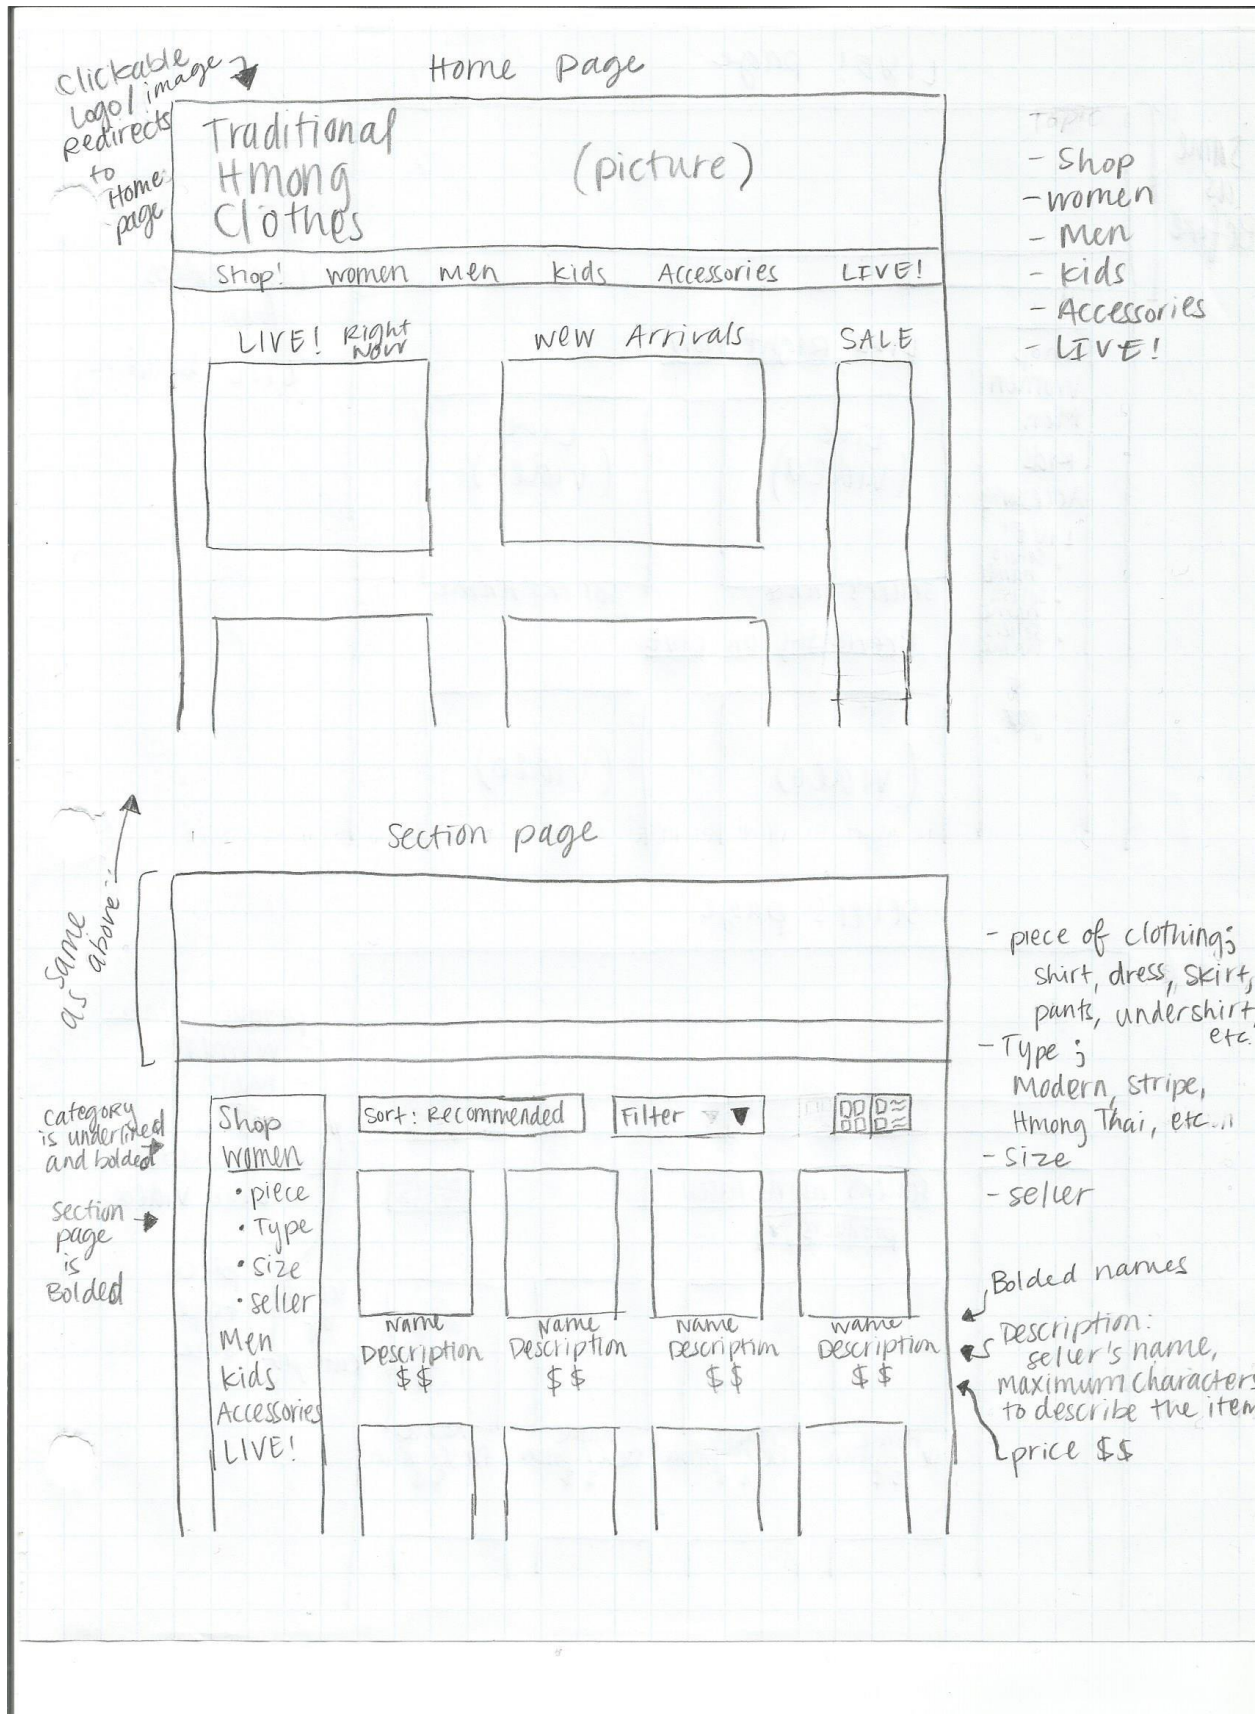 Home Page
Clickable
Logo/image
Redirects
to
Home
page
Traditional
Hmong
Clothes
(picture)
Shop! women men kids Accessories LIVE!
LIVE! Right
Now
New Arrivals
SALE
- Shop
- women
- Men
- kids
- Accessories
- LIVE!
Section page
same
as above
category
is underlined
and bolded
section
page
is
Bolded
Shop
women
• piece
• Type
• size
• seller
Men
kids
Accessories
LIVE!
Sort: Recommended
Filter
Name
Description
$$
Name
Description
$$
Name
Description
$$
Name
Description
$$
- piece of clothing;
shirt, dress, skirt,
pants, undershirt,
etc.
- Type;
Modern, stripe,
Hmong Thai, etc...
- size
- seller
Bolded names
Description:
seller's name,
maximum characters
to describe the item
price $$